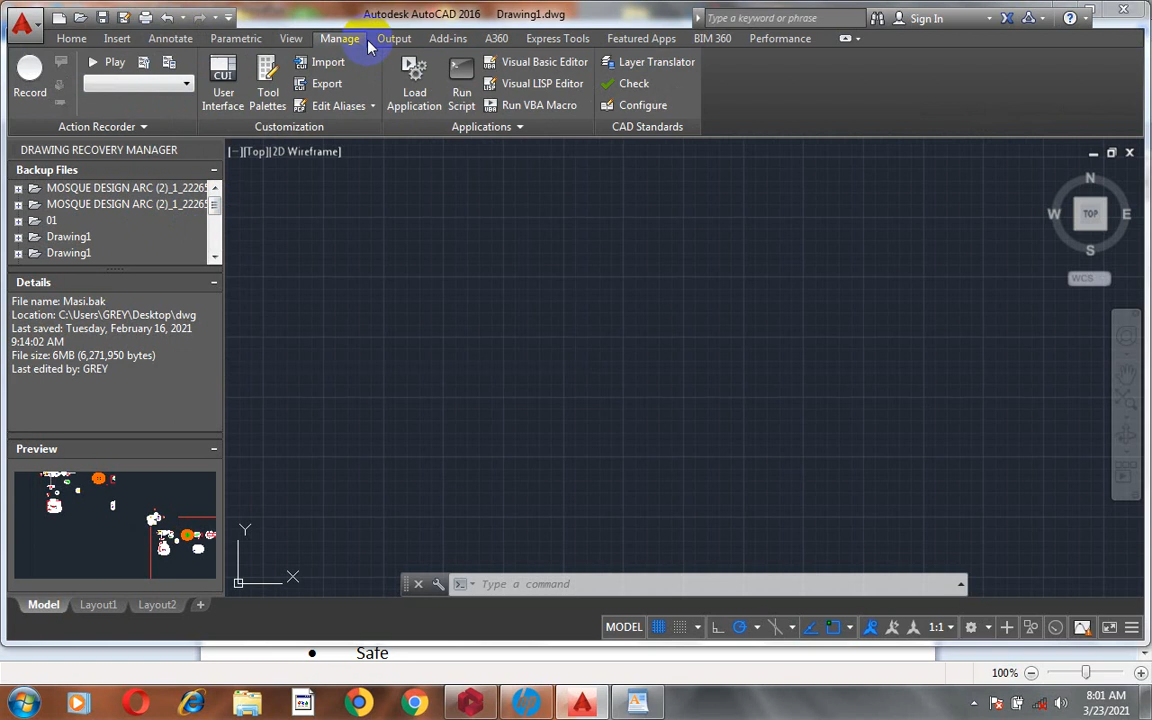 Autodesk AutoCAD 2016 Drawing1.dwg
Type a keyword or phrase
Sign In
Home Insert Annotate Parametric View Manage Output Add-ins A360 Express Tools Featured Apps BIM 360 Performance
Record
Play
CUI
User Interface
Tool Palettes
Import
Export
Edit Aliases
Load Application
Run Script
Visual Basic Editor
Visual LISP Editor
Run VBA Macro
Layer Translator
Check
Configure
Action Recorder Customization Applications CAD Standards
DRAWING RECOVERY MANAGER
Backup Files
MOSQUE DESIGN ARC (2)_1_2226
MOSQUE DESIGN ARC (2)_1_2226
01
Drawing1
Drawing1
Details
File name: Masi.bak
Location: C:\Users\GREY\Desktop\dwg
Last saved: Tuesday, February 16, 2021
9:14:02 AM
File size: 6MB (6,271,950 bytes)
Last edited by: GREY
Preview
[−][Top][2D Wireframe]
N
W TOP E
S
WCS
Y
X
Type a command
Model Layout1 Layout2 +
MODEL 1:1
• Safe
100%
8:01 AM
3/23/2021